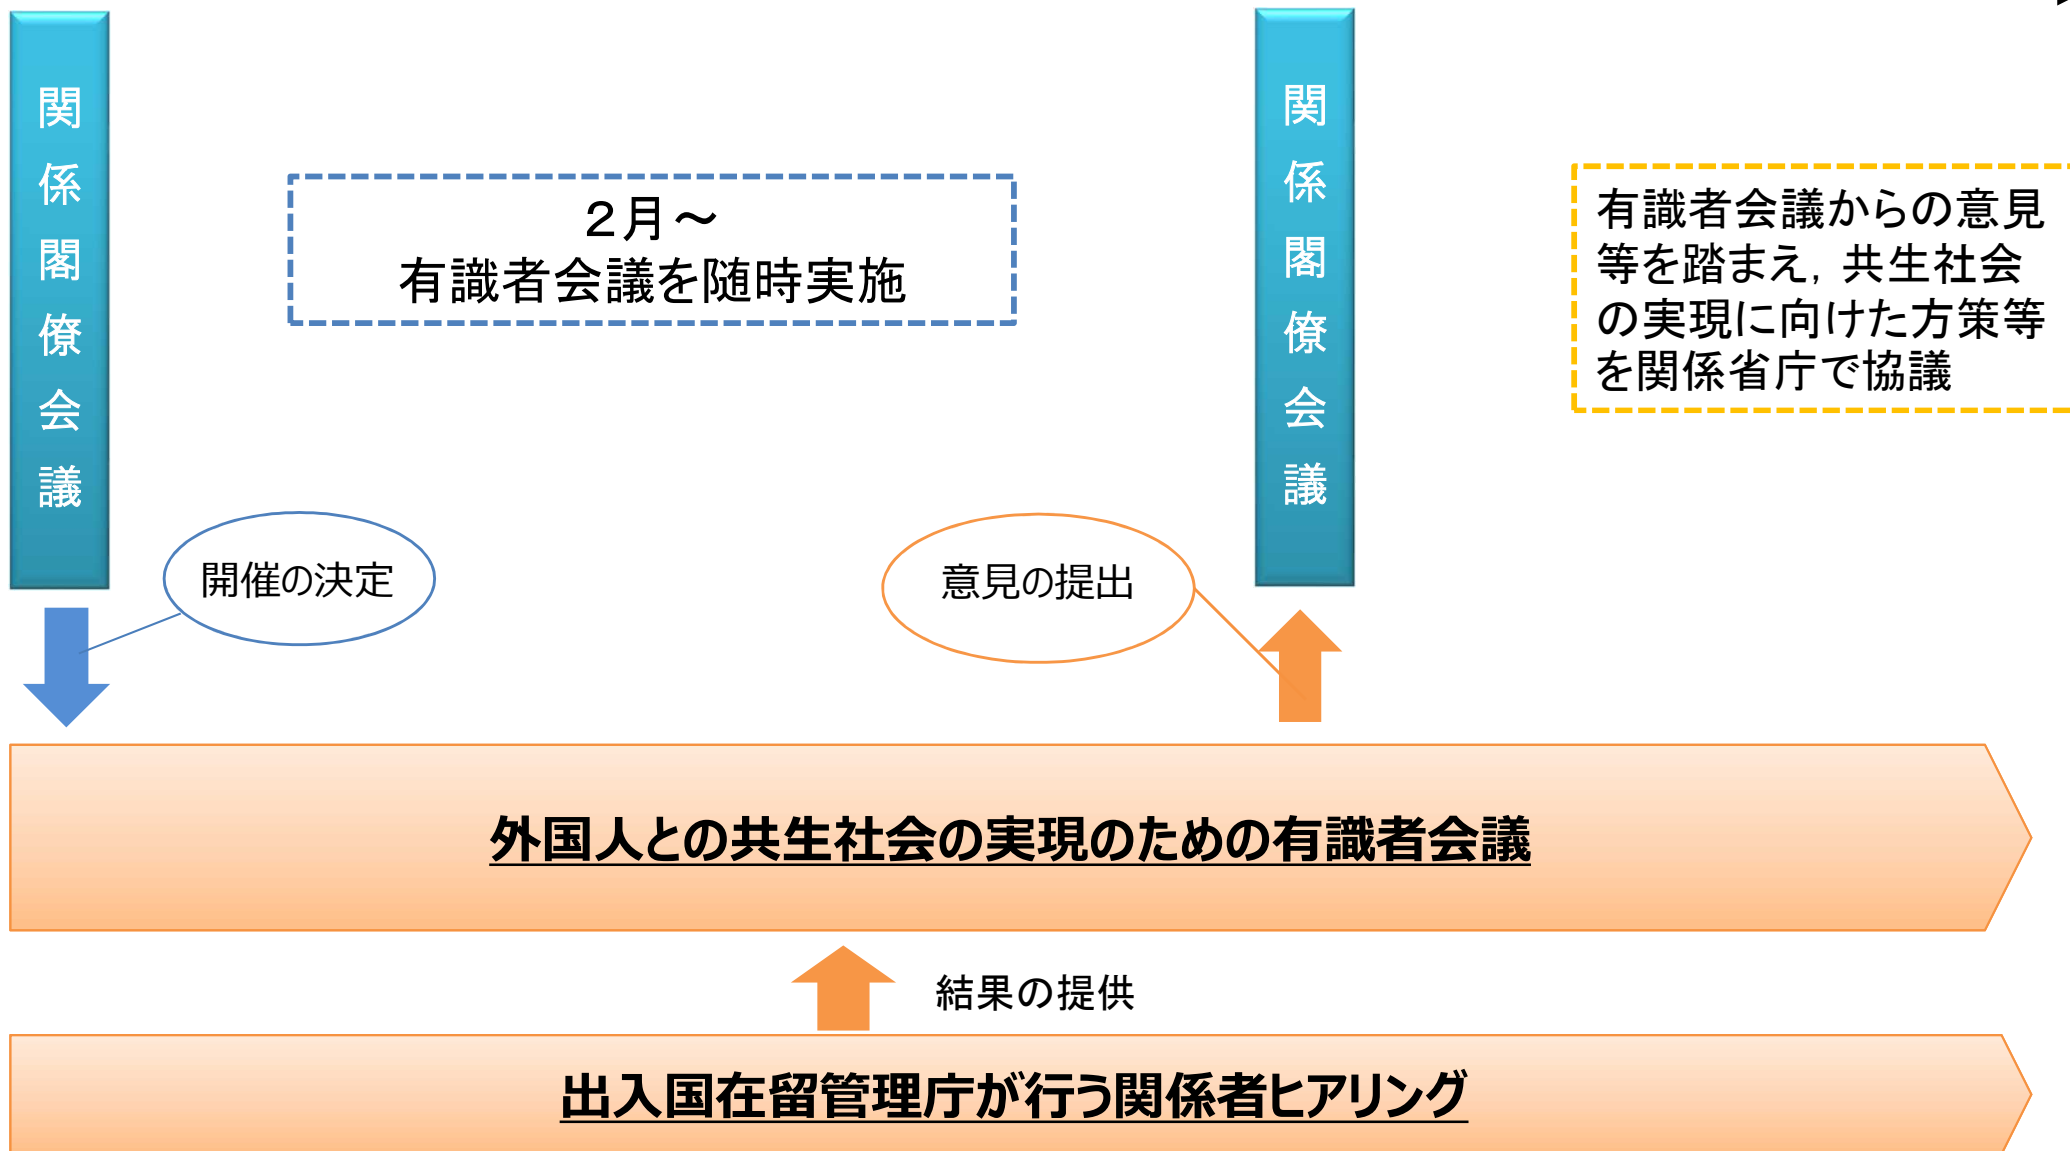 関係閣僚会議
２月～
有識者会議を随時実施
関係閣僚会議
有識者会議からの意見
等を踏まえ，共生社会
の実現に向けた方策等
を関係省庁で協議
開催の決定
意見の提出
外国人との共生社会の実現のための有識者会議
結果の提供
出入国在留管理庁が行う関係者ヒアリング